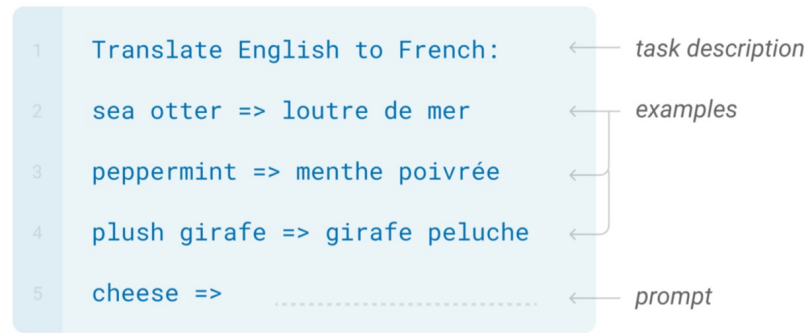 1 Translate English to French: task description
2 sea otter => loutre de mer examples
3 peppermint => menthe poivrée
4 plush girafe => girafe peluche
5 cheese => prompt